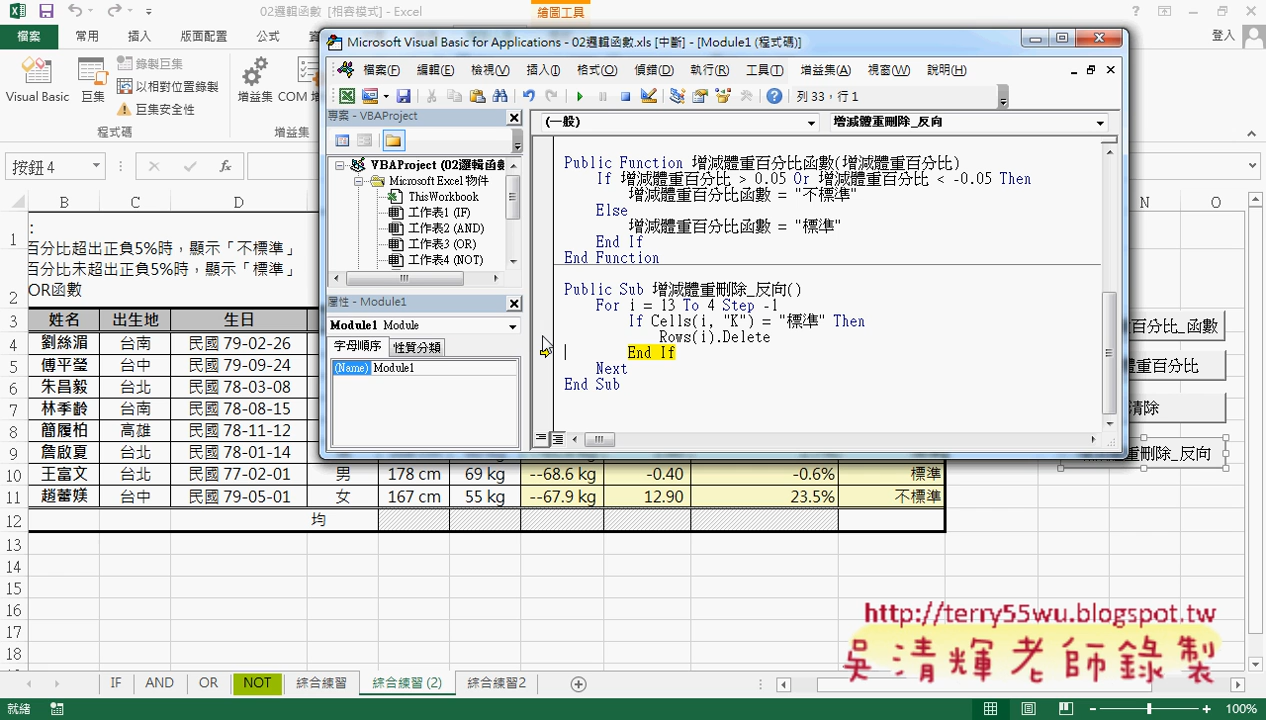 02邏輯函數 [相容模式] - Excel
繪圖工具
檔案
常用
插入
版面配置
公式
登入
Visual Basic
巨集
錄製巨集
以相對位置錄製
巨集安全性
程式碼
增益集
COM 增
增益集
按鈕 4
Microsoft Visual Basic for Applications - 02邏輯函數.xls [中斷] - [Module1 (程式碼)]
檔案(F) 編輯(E) 檢視(V) 插入(I) 格式(O) 偵錯(D) 執行(R) 工具(T) 增益集(A) 視窗(W) 說明(H)
列 33，行 1
專案 - VBAProject
VBAProject (02邏輯函數
Microsoft Excel 物件
ThisWorkbook
工作表1 (IF)
工作表2 (AND)
工作表3 (OR)
工作表4 (NOT)
屬性 - Module1
Module1 Module
字母順序 性質分類
(Name) Module1
(一般)
增減體重刪除_反向
Public Function 增減體重百分比函數(增減體重百分比)
If 增減體重百分比 > 0.05 Or 增減體重百分比 < -0.05 Then
增減體重百分比函數 = "不標準"
Else
增減體重百分比函數 = "標準"
End If
End Function
Public Sub 增減體重刪除_反向()
For i = 13 To 4 Step -1
If Cells(i, "K") = "標準" Then
Rows(i).Delete
End If
Next
End Sub
B C D N O
1
:
百分比超出正負5%時，顯示「不標準」
百分比未超出正負5%時，顯示「標準」
2
OR函數
3 姓名 出生地 生日
4 劉絲湄 台南 民國 79-02-26
5 傅平瑩 台中 民國 79-09-24
6 朱昌毅 台北 民國 78-03-08
7 林季齡 台南 民國 78-08-15
8 簡履柏 高雄 民國 78-11-12
9 詹啟夏 台北 民國 78-01-14
10 王富文 台北 民國 77-02-01 男 178 cm 69 kg --68.6 kg -0.40 -0.6% 標準
11 趙蕾媄 台中 民國 79-05-01 女 167 cm 55 kg --67.9 kg 12.90 23.5% 不標準
12 均
13
14
15
16
17
18
百分比_函數
重百分比
清除
刪除_反向
http://terry55wu.blogspot.tw
吳清輝老師錄製
IF AND OR NOT 綜合練習 綜合練習 (2) 綜合練習2
就緒
100%